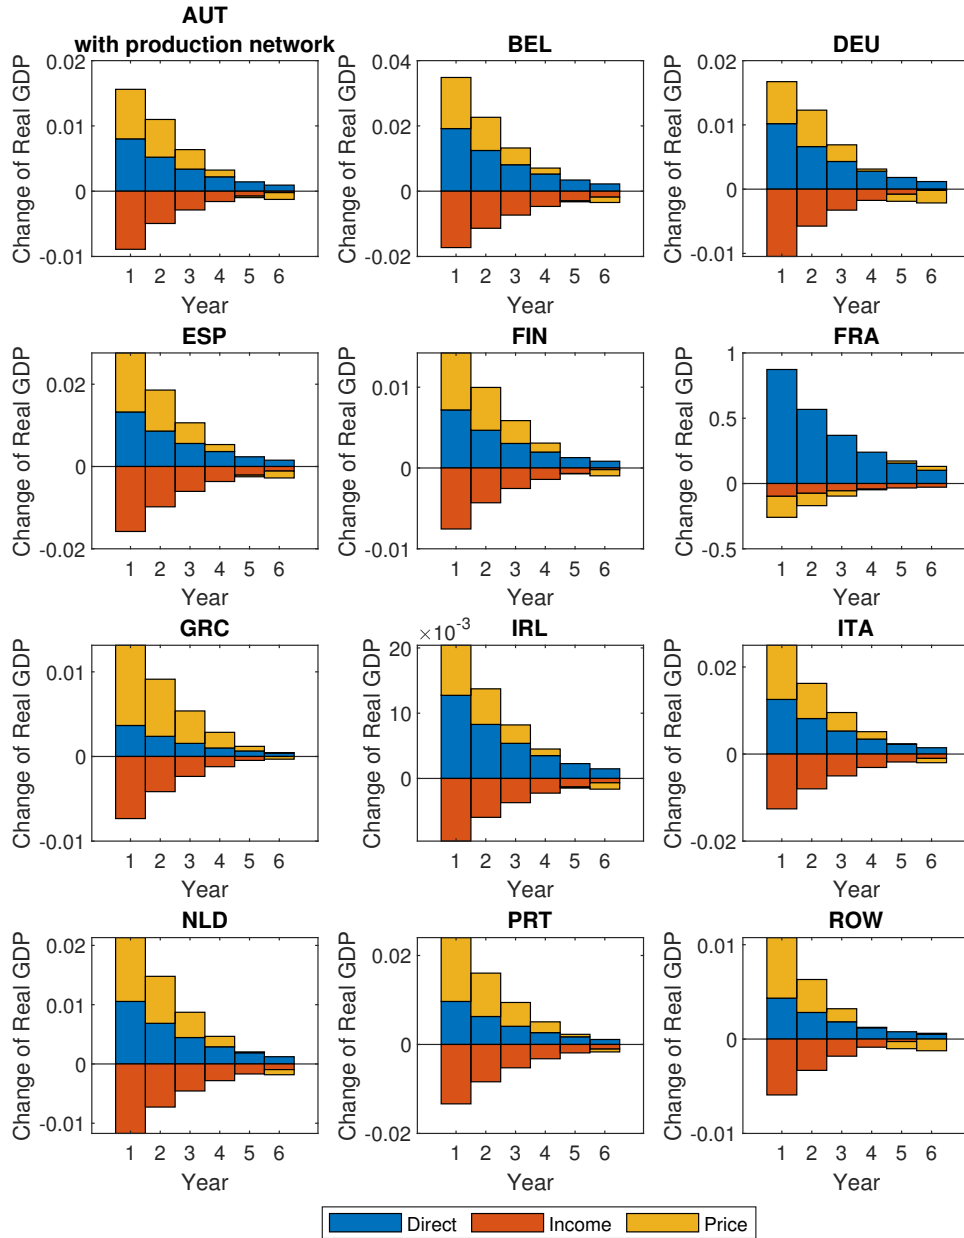 AUT
with production network
BEL
DEU
0.02
0.01
0
-0.01
Change of Real GDP
1 2 3 4 5 6
Year
0.04
0.02
0
-0.02
Change of Real GDP
1 2 3 4 5 6
Year
0.02
0.01
0
-0.01
Change of Real GDP
1 2 3 4 5 6
Year
ESP
FIN
FRA
0.02
0
-0.02
Change of Real GDP
1 2 3 4 5 6
Year
0.01
0
-0.01
Change of Real GDP
1 2 3 4 5 6
Year
1
0.5
0
-0.5
Change of Real GDP
1 2 3 4 5 6
Year
GRC
IRL
ITA
0.01
0
-0.01
Change of Real GDP
1 2 3 4 5 6
Year
×10⁻³
20
10
0
Change of Real GDP
1 2 3 4 5 6
Year
0.02
0
-0.02
Change of Real GDP
1 2 3 4 5 6
Year
NLD
PRT
ROW
0.02
0.01
0
-0.01
Change of Real GDP
1 2 3 4 5 6
Year
0.02
0
-0.02
Change of Real GDP
1 2 3 4 5 6
Year
0.01
0
-0.01
Change of Real GDP
1 2 3 4 5 6
Year
Direct Income Price